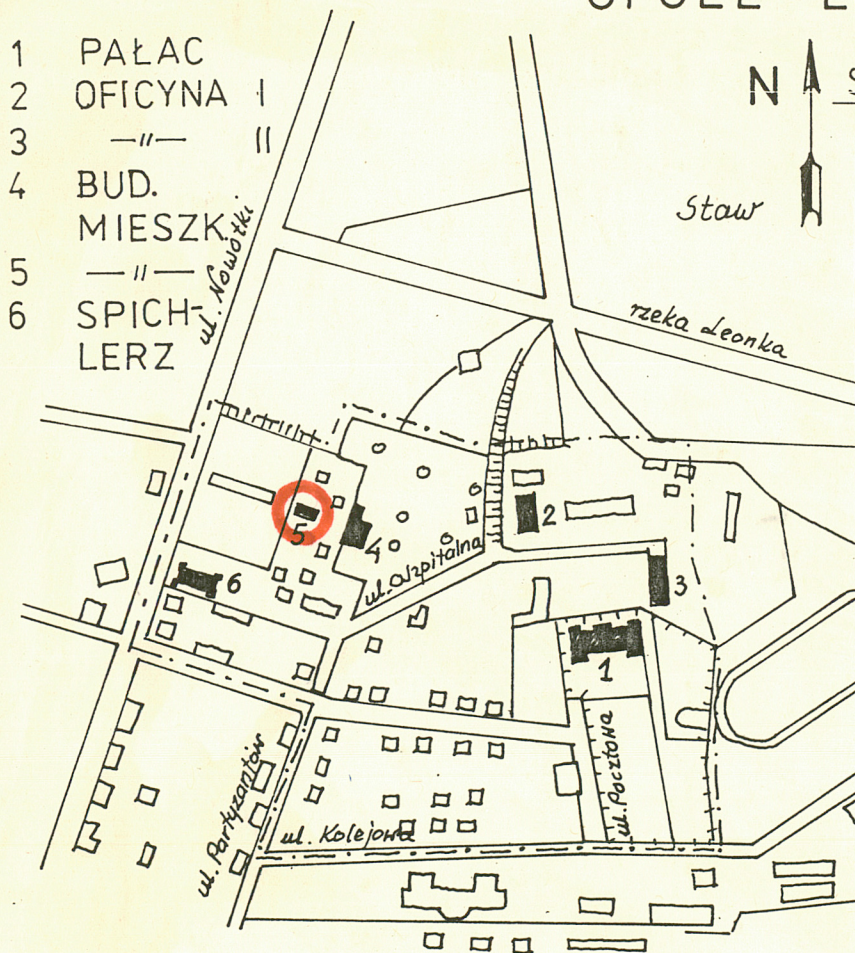 1 PAŁAC
2 OFICYNA I
3 —〃— II
4 BUD.
MIESZK.
5 —〃—
6 SPICH-
LERZ
N
Staw
ul. Nowotki
rzeka Leonka
2
5
4
ul. Szpitalna
6
3
1
ul. Partyzantów
ul. Pocztowa
ul. Kolejowa